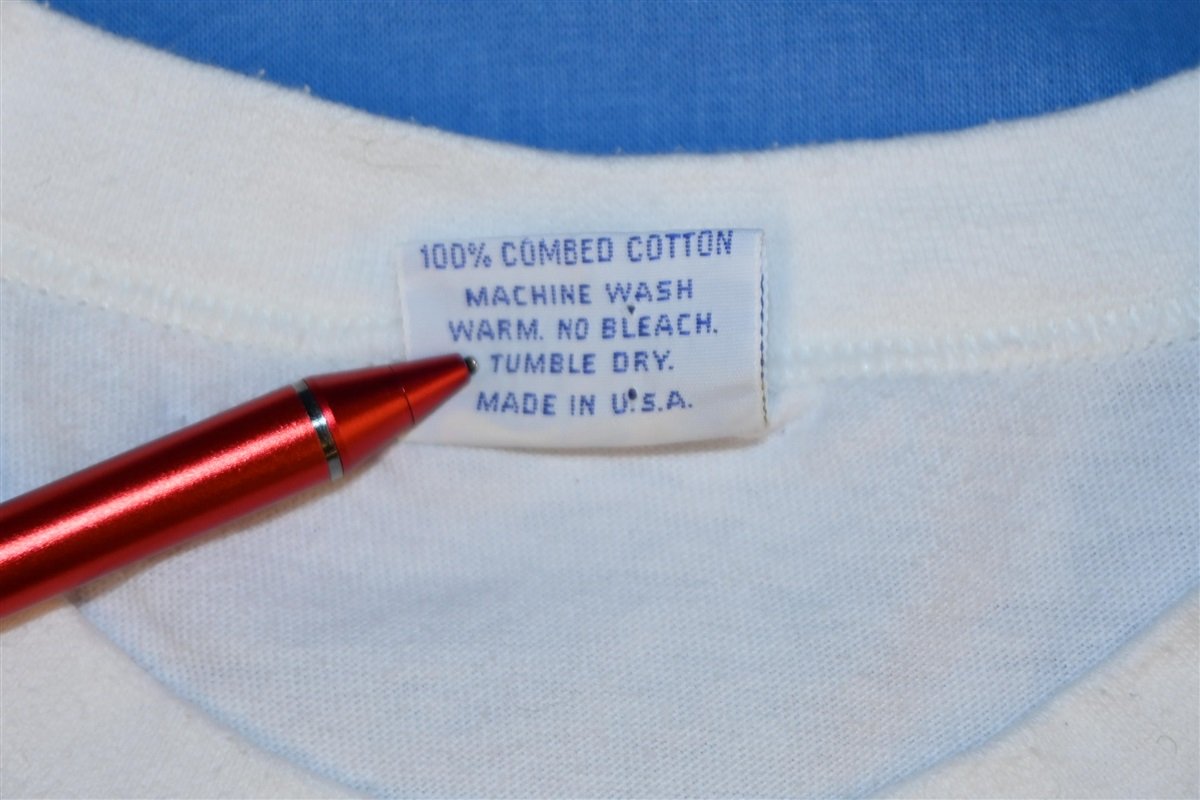 100% COMBED COTTON
MACHINE WASH
WARM. NO BLEACH.
TUMBLE DRY.
MADE IN U.S.A.